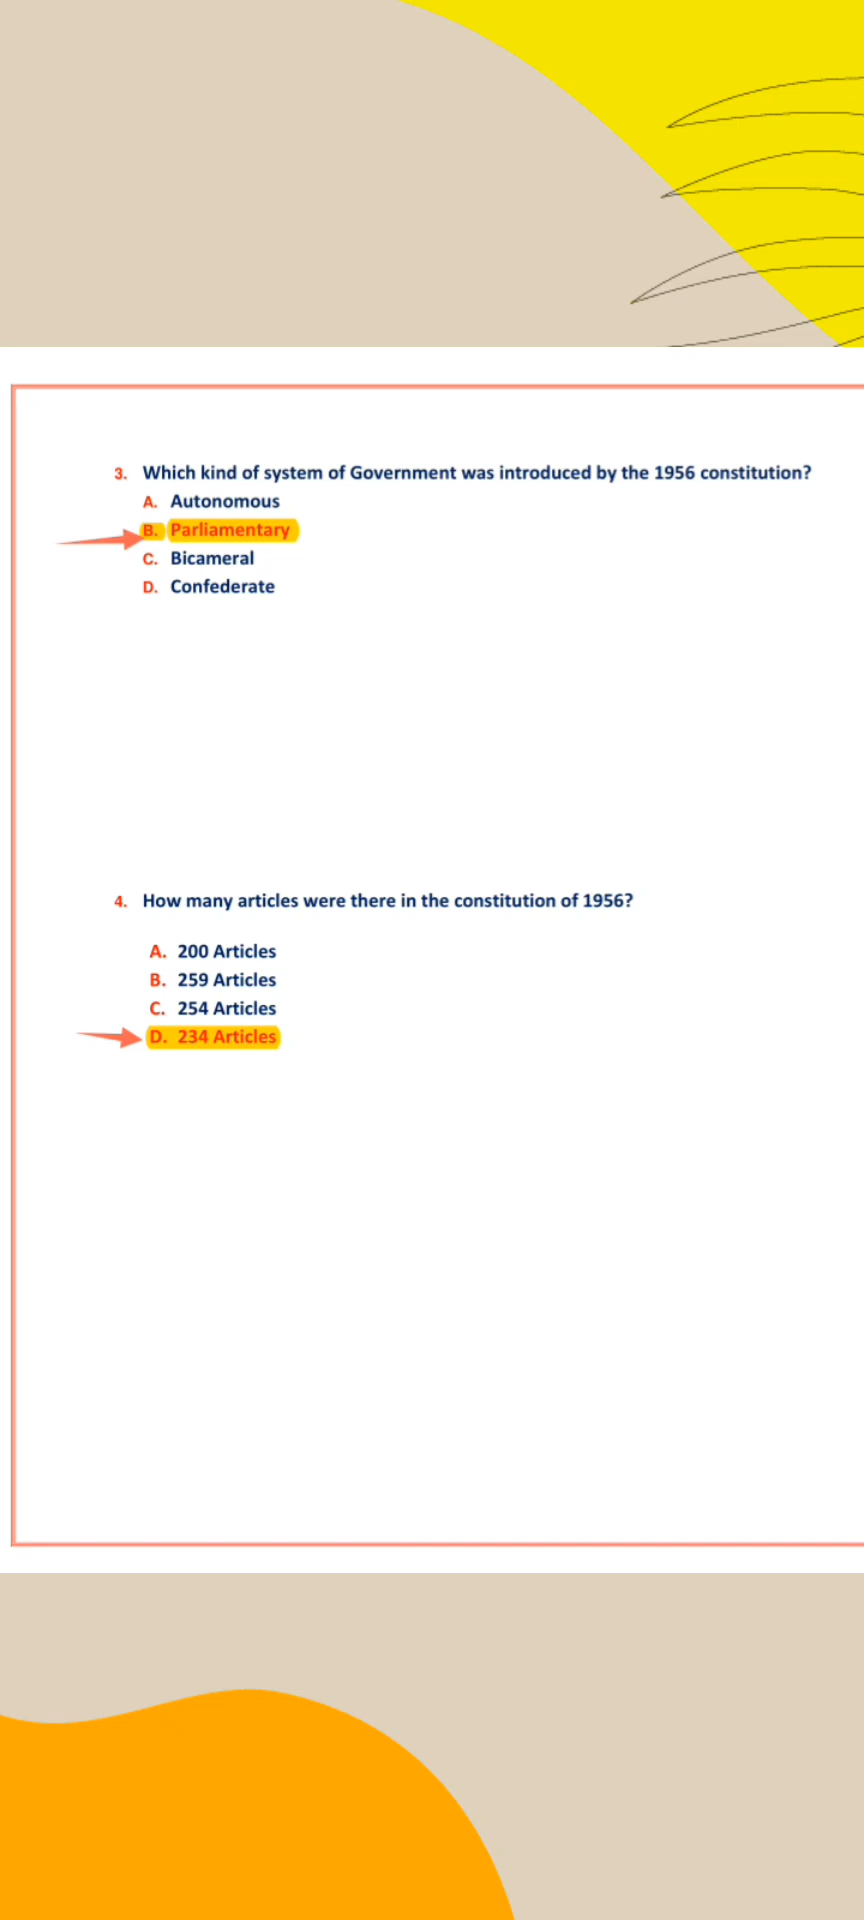 3. Which kind of system of Government was introduced by the 1956 constitution?
A. Autonomous
B. Parliamentary
C. Bicameral
D. Confederate
4. How many articles were there in the constitution of 1956?
A. 200 Articles
B. 259 Articles
C. 254 Articles
D. 234 Articles